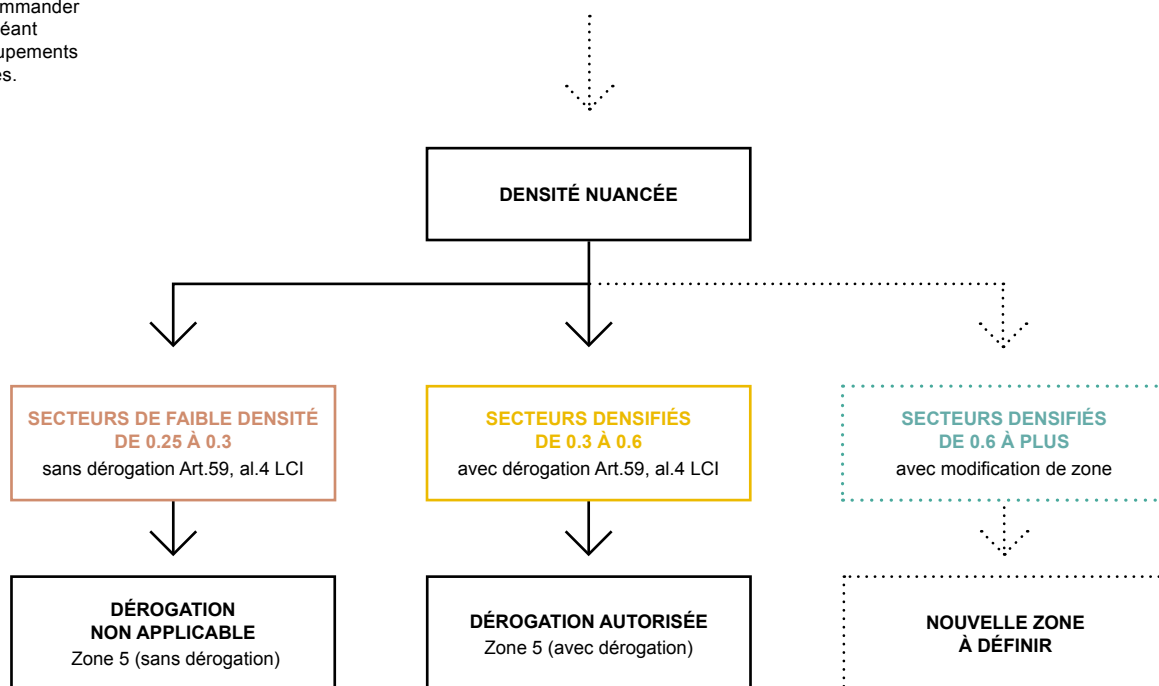 éant
upements
DENSITÉ NUANCÉE
SECTEURS DE FAIBLE DENSITÉ
DE 0.25 À 0.3
sans dérogation Art.59, al.4 LCI
SECTEURS DENSIFIÉS
DE 0.3 À 0.6
avec dérogation Art.59, al.4 LCI
SECTEURS DENSIFIÉS
DE 0.6 À PLUS
avec modification de zone
DÉROGATION
NON APPLICABLE
Zone 5 (sans dérogation)
DÉROGATION AUTORISÉE
Zone 5 (avec dérogation)
NOUVELLE ZONE
À DÉFINIR